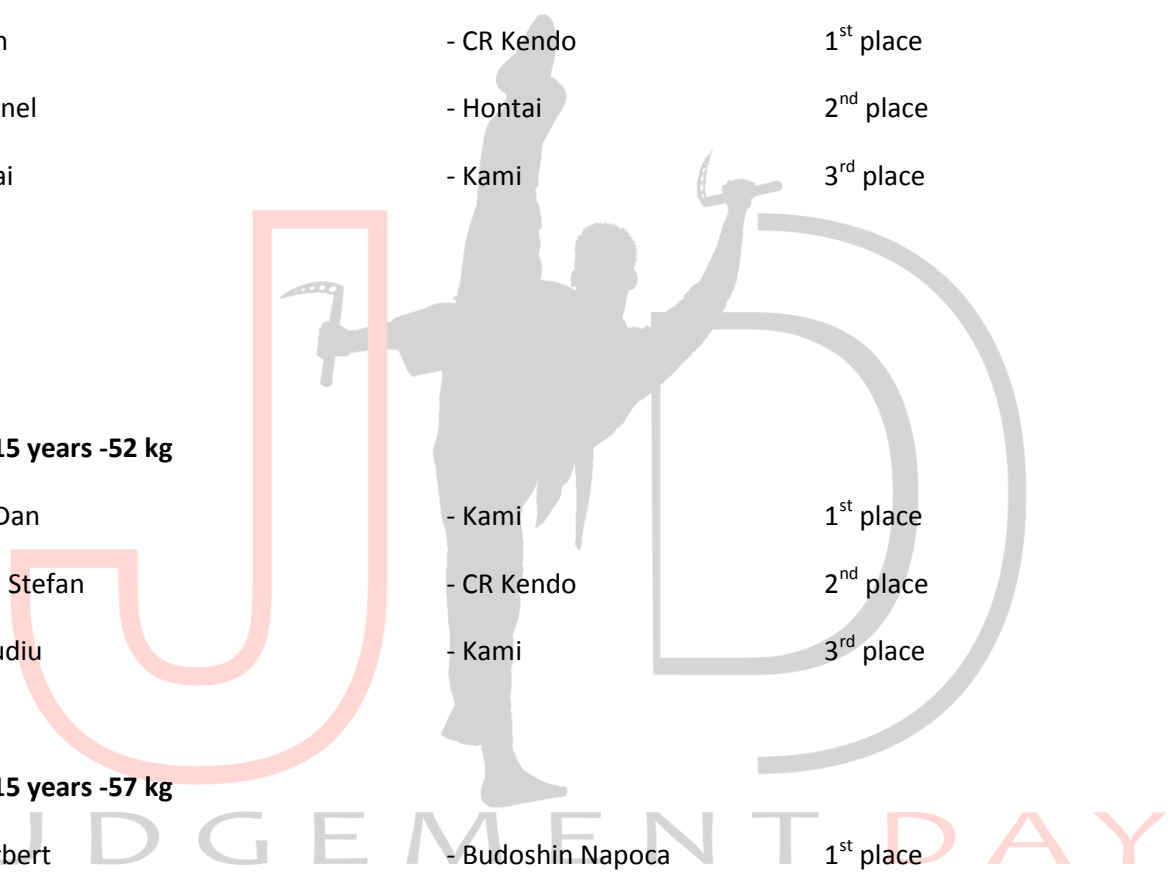 n - CR Kendo 1st place
nel - Hontai 2nd place
ai - Kami 3rd place
15 years -52 kg
Dan - Kami 1st place
Stefan - CR Kendo 2nd place
udiu - Kami 3rd place
15 years -57 kg
bert - Budoshin Napoca 1st place
JD
UDGEMENT DAY